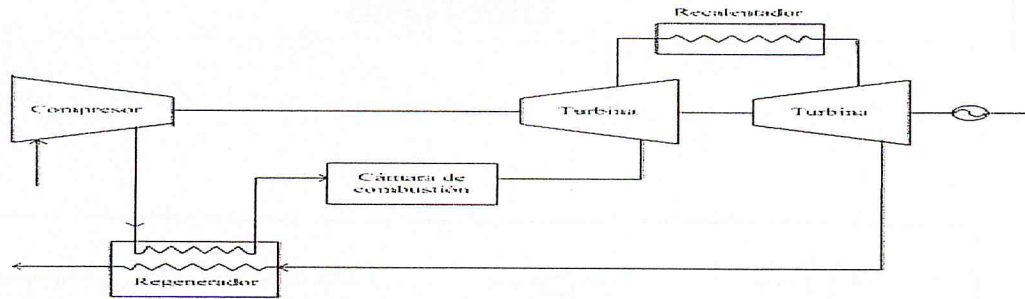 Recalentador
Compresor
Turbina
Turbina
Cámara de
combustión
Regenerador